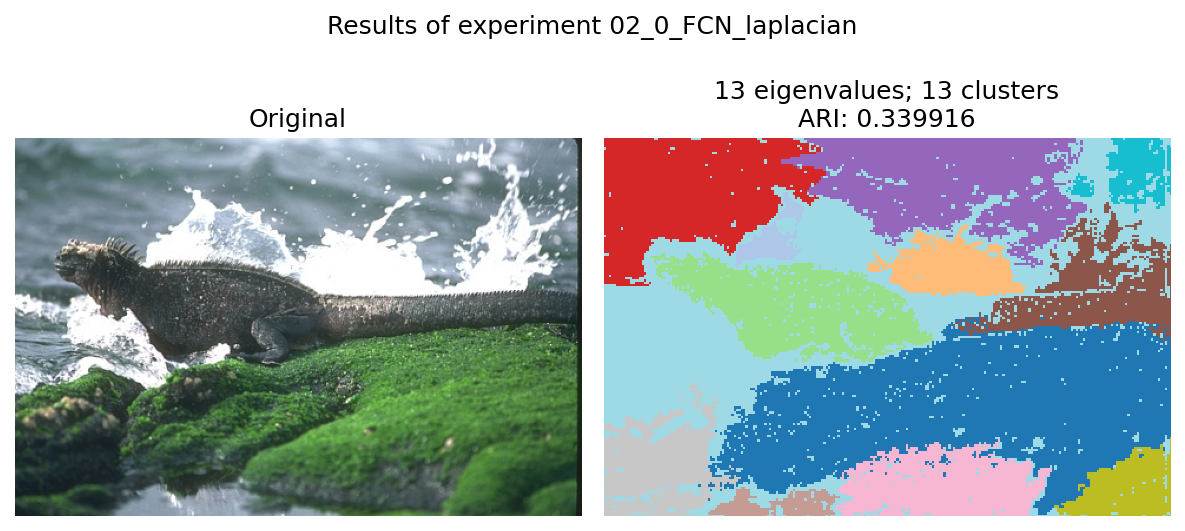 Results of experiment 02_0_FCN_laplacian
Original
13 eigenvalues; 13 clusters
ARI: 0.339916